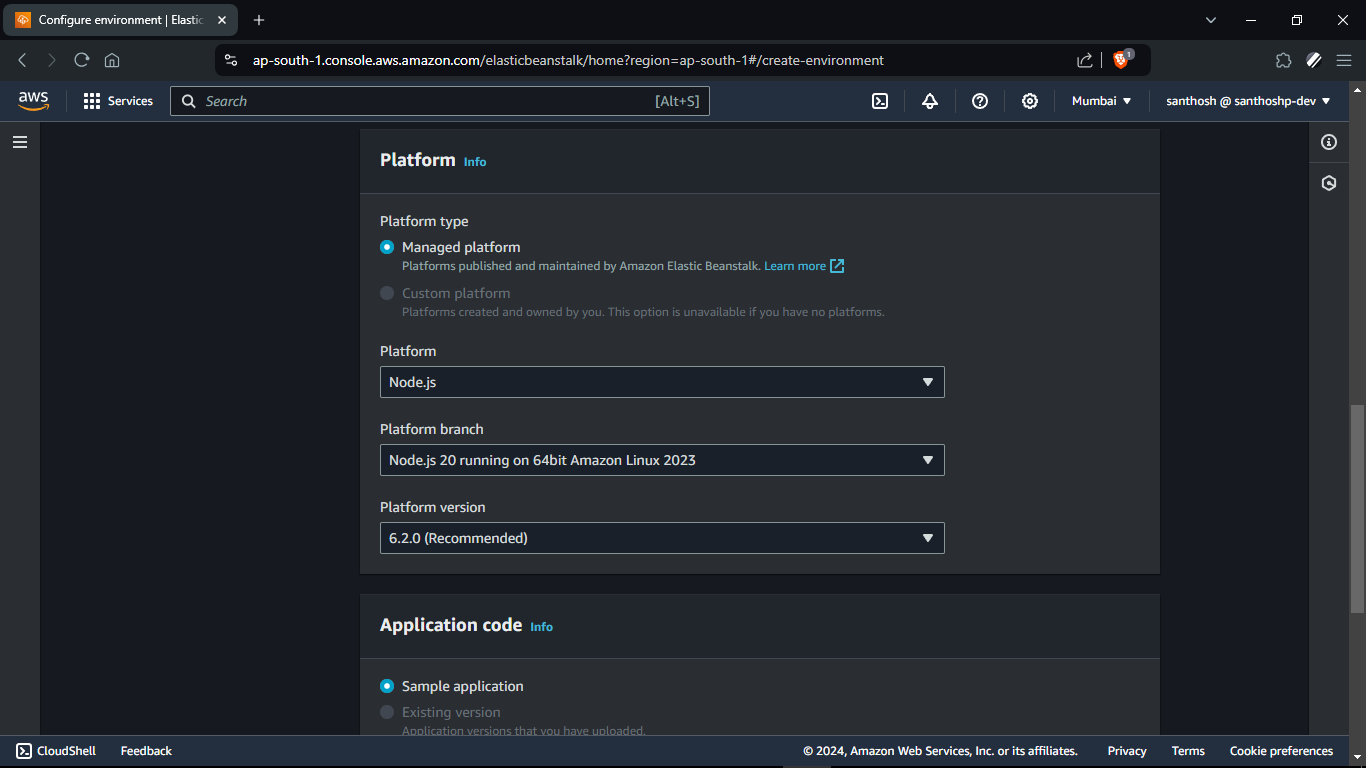 Configure environment | Elastic
ap-south-1.console.aws.amazon.com/elasticbeanstalk/home?region=ap-south-1#/create-environment
1
aws
Services
Search
[Alt+S]
Mumbai
santhosh @ santhoshp-dev
Platform Info
Platform type
Managed platform
Platforms published and maintained by Amazon Elastic Beanstalk. Learn more
Custom platform
Platforms created and owned by you. This option is unavailable if you have no platforms.
Platform
Node.js
Platform branch
Node.js 20 running on 64bit Amazon Linux 2023
Platform version
6.2.0 (Recommended)
Application code Info
Sample application
Existing version
Application versions that you have uploaded.
CloudShell
Feedback
© 2024, Amazon Web Services, Inc. or its affiliates.
Privacy
Terms
Cookie preferences